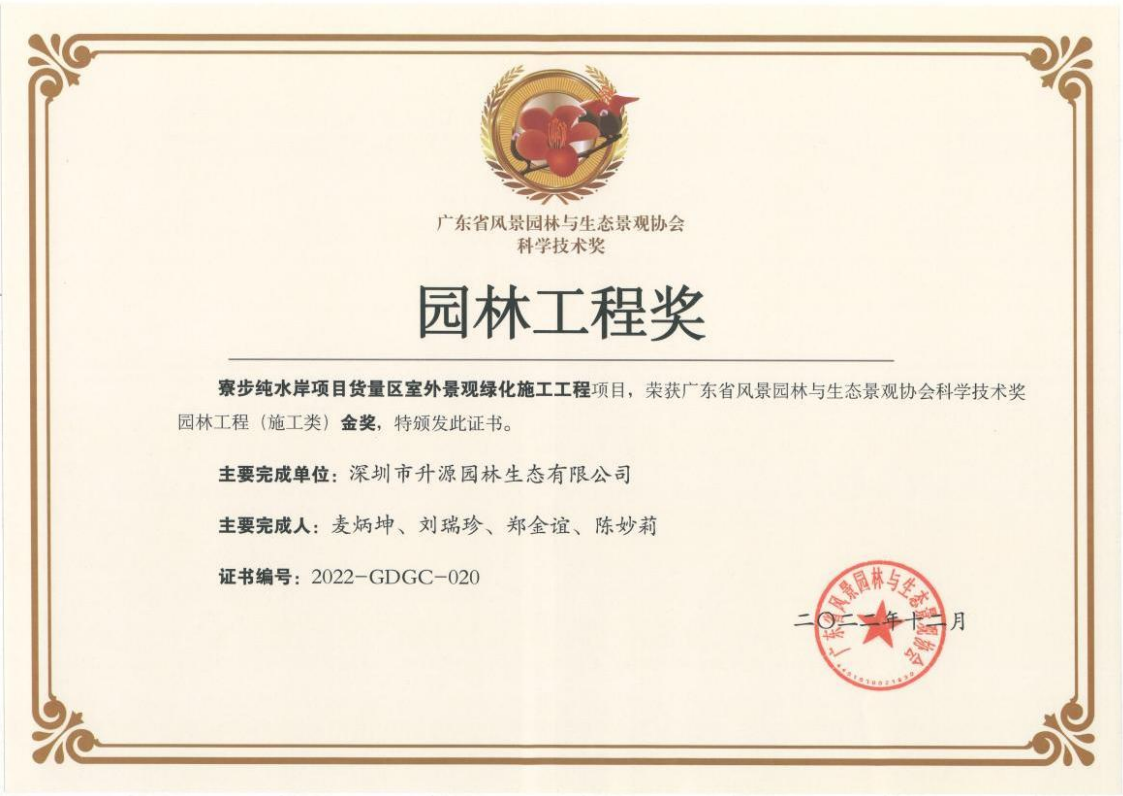 广东省风景园林与生态景观协会
科学技术奖
园林工程奖
寮步纯水岸项目货量区室外景观绿化施工工程项目，荣获广东省风景园林与生态景观协会科学技术奖
园林工程（施工类）金奖，特颁发此证书。
主要完成单位：深圳市升源园林生态有限公司
主要完成人：麦炳坤、刘瑞珍、郑金谊、陈妙莉
证书编号：2022-GDGC-020
二〇二二年十二月
广东省风景园林与生态景观协会